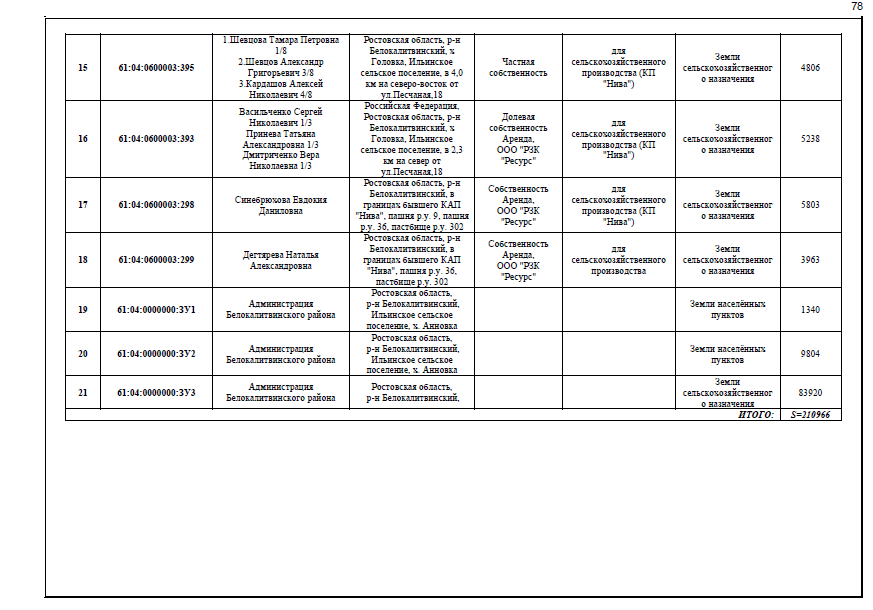 78
15
61:04:0600003:395
1.Шевцова Тамара Петровна
1/8
2.Шевцов Александр
Григорьевич 3/8
3.Кардашов Алексей
Николаевич 4/8
Ростовская область, р-н
Белокалитвинский, х
Головка, Ильинское
сельское поселение, в 4,0
км на северо-восток от
ул.Песчаная,18
Частная
собственность
для
сельскохозяйственного
производства (КП
"Нива")
Земли
сельскохозяйственног
о назначения
4806
16
61:04:0600003:393
Васильченко Сергей
Николаевич 1/3
Принева Татьяна
Александровна 1/3
Дмитриченко Вера
Николаевна 1/3
Российская Федерация,
Ростовская область, р-н
Белокалитвинский, х
Головка, Ильинское
сельское поселение, в 2,3
км на север от
ул.Песчаная,18
Долевая
собственность
Аренда,
ООО "РЗК
"Ресурс"
для
сельскохозяйственного
производства (КП
"Нива")
Земли
сельскохозяйственног
о назначения
5238
17
61:04:0600003:298
Синебрюхова Евдокия
Даниловна
Ростовская область, р-н
Белокалитвинский, в
границах бывшего КАП
"Нива", пашня р.у. 9, пашня
р.у. 36, пастбище р.у. 302
Собственность
Аренда,
ООО "РЗК
"Ресурс"
для
сельскохозяйственного
производства (КП
"Нива")
Земли
сельскохозяйственног
о назначения
5803
18
61:04:0600003:299
Дегтярева Наталья
Александровна
Ростовская область, р-н
Белокалитвинский, в
границах бывшего КАП
"Нива", пашня р.у. 36,
пастбище р.у. 302
Собственность
Аренда,
ООО "РЗК
"Ресурс"
для
сельскохозяйственного
производства
Земли
сельскохозяйственног
о назначения
3963
19
61:04:0000000:ЗУ1
Администрация
Белокалитвинского района
Ростовская область,
р-н Белокалитвинский,
Ильинское сельское
поселение, х. Анновка
Земли населённых
пунктов
1340
20
61:04:0000000:ЗУ2
Администрация
Белокалитвинского района
Ростовская область,
р-н Белокалитвинский,
Ильинское сельское
поселение, х. Анновка
Земли населённых
пунктов
9804
21
61:04:0000000:ЗУ3
Администрация
Белокалитвинского района
Ростовская область,
р-н Белокалитвинский,
Земли
сельскохозяйственног
о назначения
83920
ИТОГО:
S=210966